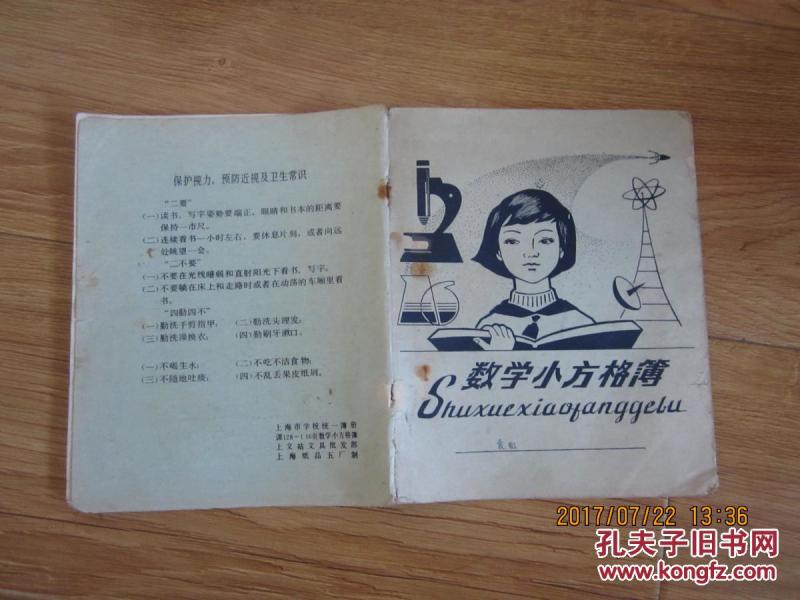 保护视力，预防近视及卫生常识
“二要”
(一)读书、写字姿势要端正，眼睛和书本的距离要
保持一市尺。
(二)连续看书一小时左右，要休息片刻，或者向远
处眺望一会。
“二不要”
(一)不要在光线暗弱和直射阳光下看书、写字。
(二)不要躺在床上和走路时或者在动荡的车厢里看
书。
“四勤四不”
(一)勤洗手剪指甲； (二)勤洗头理发；
(三)勤洗澡换衣； (四)勤刷牙漱口。
(一)不喝生水； (二)不吃不洁食物；
(三)不随地吐痰； (四)不乱丢果皮纸屑。
上海市学校统一簿册
数学小方格簿
上文站文具批发部
上海纸品五厂制
数学小方格簿
Shuxuexiaofanggebu
2017/07/22 13:36
孔夫子旧书网
www.kongfz.com